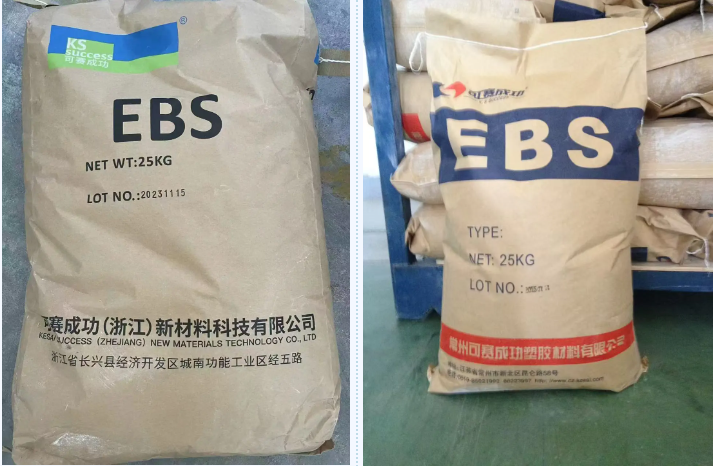 KS
success
可赛成功
®
EBS
NET WT:25KG
LOT NO.:20231115
可赛成功(浙江)新材料科技有限公司
KESAI SUCCESS (ZHEJIANG) NEW MATERIALS TECHNOLOGY CO.,LTD
浙江省长兴县经济开发区城南功能工业区经五路
可赛成功
EBS
TYPE:
NET: 25KG
LOT NO.:
常州可赛成功塑胶材料有限公司